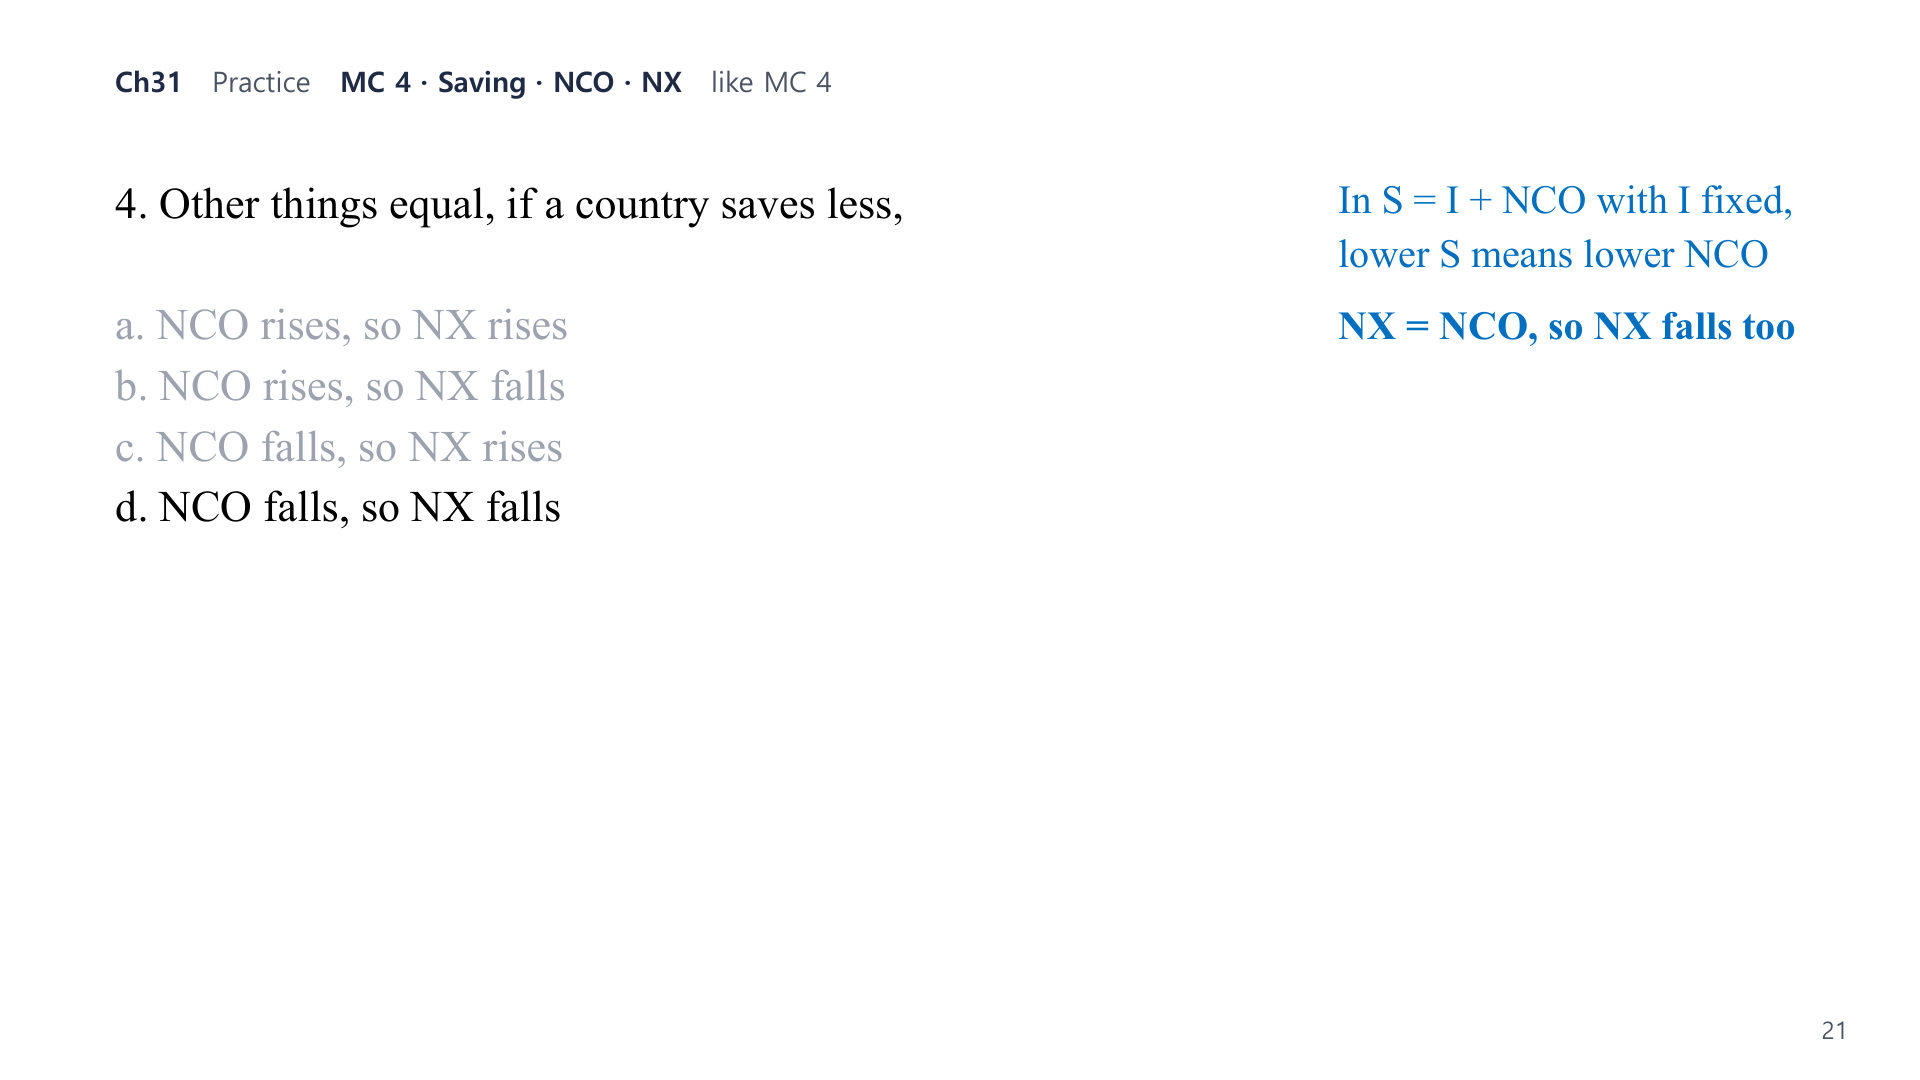 Ch31 Practice MC 4 · Saving · NCO · NX like MC 4
4. Other things equal, if a country saves less,
a. NCO rises, so NX rises
b. NCO rises, so NX falls
c. NCO falls, so NX rises
d. NCO falls, so NX falls
In S = I + NCO with I fixed,
lower S means lower NCO
NX = NCO, so NX falls too
21